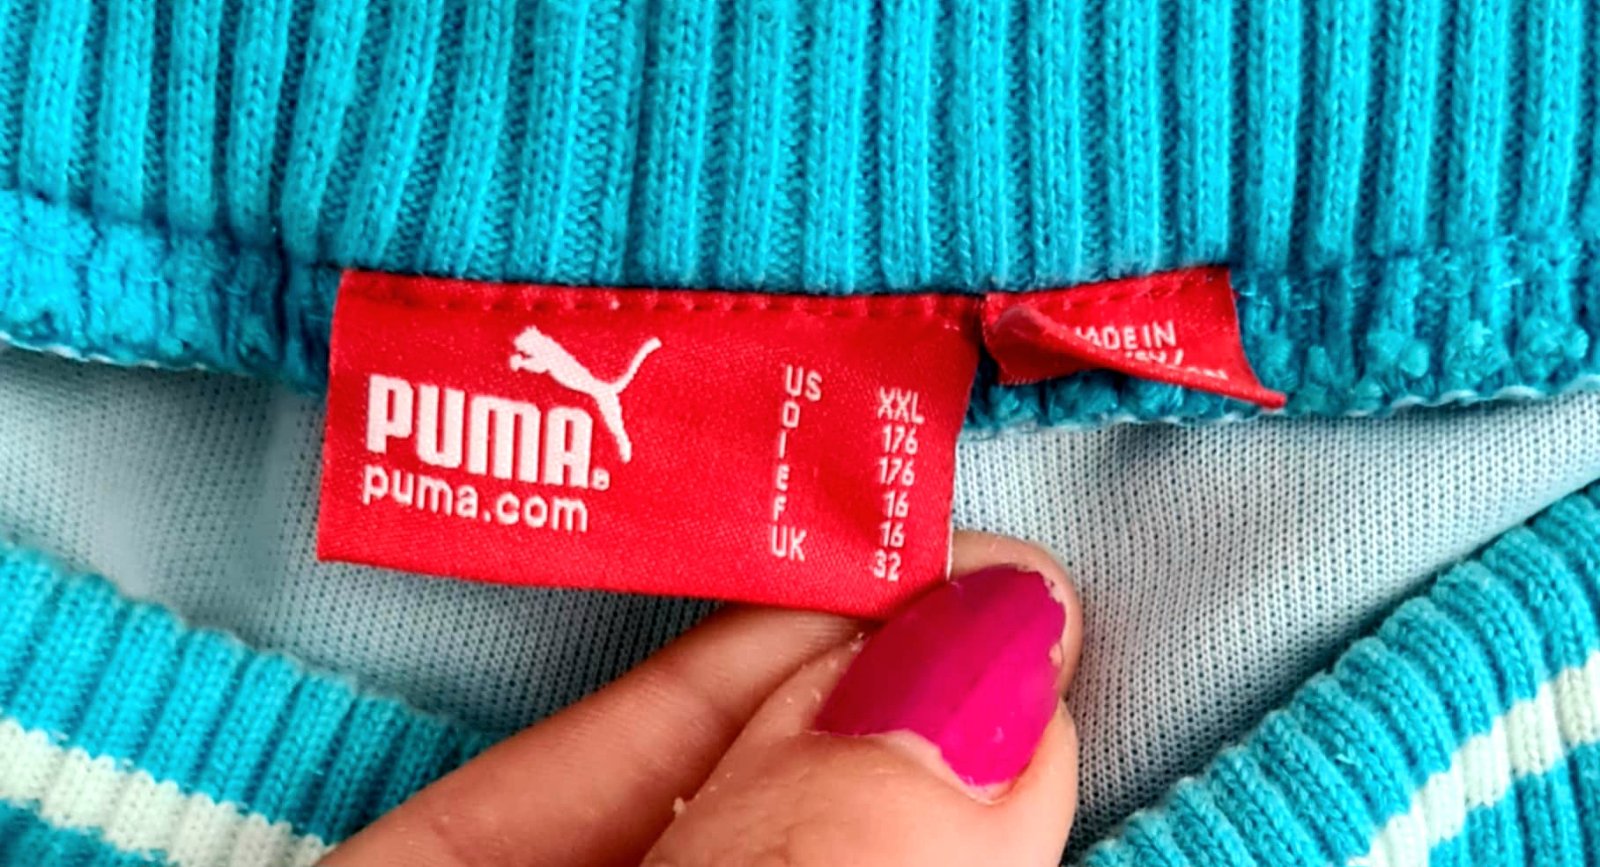 PUMA®
puma.com
US XXL
D 176
I 176
E 16
F 16
UK 32
MADE IN